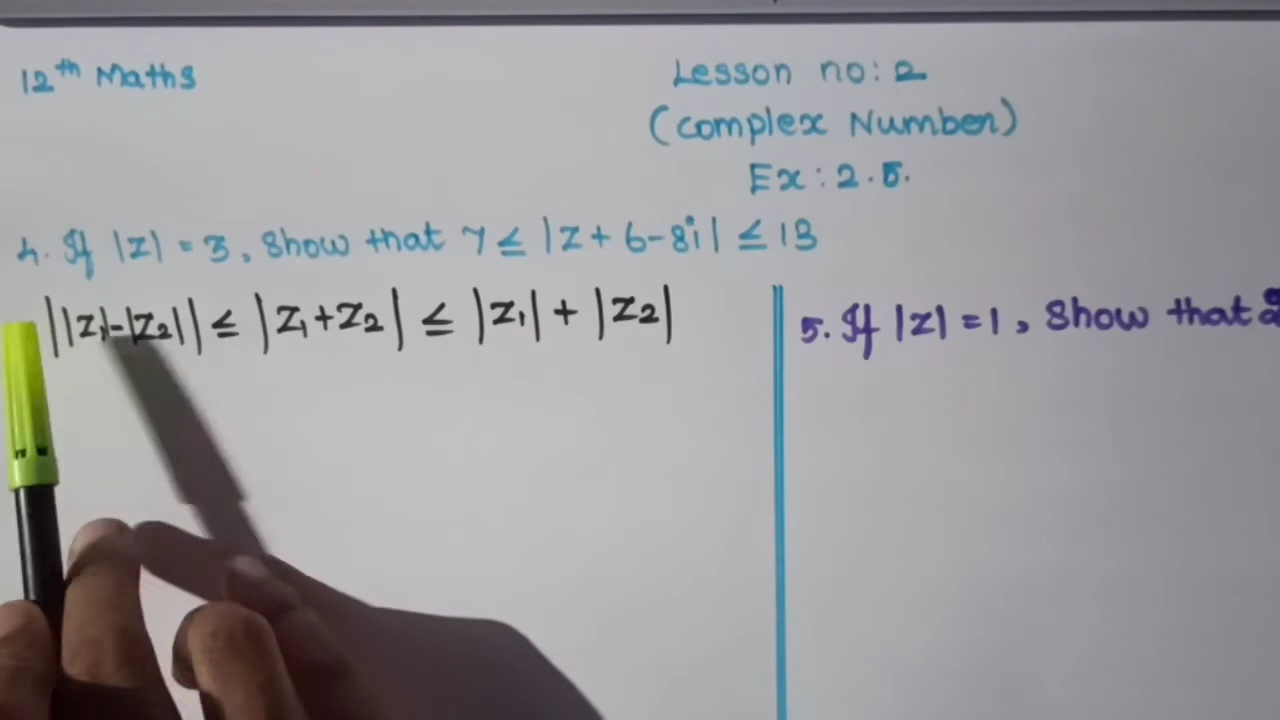 12th Maths
Lesson no: 2
(Complex Number)
Ex: 2.5.
4. If |z| = 3, Show that 7 ≤ |z + 6 - 8i| ≤ 13
||z₁| - |z₂|| ≤ |z₁ + z₂| ≤ |z₁| + |z₂|
5. If |z| = 1, Show that